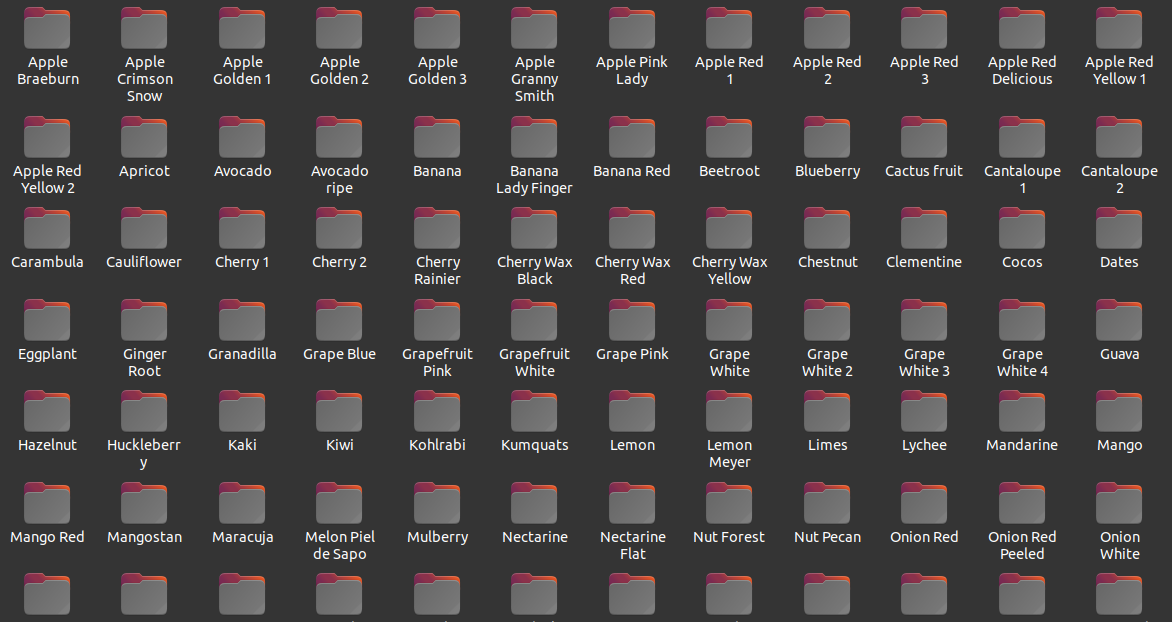 Apple Braeburn
Apple Crimson Snow
Apple Golden 1
Apple Golden 2
Apple Golden 3
Apple Granny Smith
Apple Pink Lady
Apple Red 1
Apple Red 2
Apple Red 3
Apple Red Delicious
Apple Red Yellow 1
Apple Red Yellow 2
Apricot
Avocado
Avocado ripe
Banana
Banana Lady Finger
Banana Red
Beetroot
Blueberry
Cactus fruit
Cantaloupe 1
Cantaloupe 2
Carambula
Cauliflower
Cherry 1
Cherry 2
Cherry Rainier
Cherry Wax Black
Cherry Wax Red
Cherry Wax Yellow
Chestnut
Clementine
Cocos
Dates
Eggplant
Ginger Root
Granadilla
Grape Blue
Grapefruit Pink
Grapefruit White
Grape Pink
Grape White
Grape White 2
Grape White 3
Grape White 4
Guava
Hazelnut
Huckleberry
Kaki
Kiwi
Kohlrabi
Kumquats
Lemon
Lemon Meyer
Limes
Lychee
Mandarine
Mango
Mango Red
Mangostan
Maracuja
Melon Piel de Sapo
Mulberry
Nectarine
Nectarine Flat
Nut Forest
Nut Pecan
Onion Red
Onion Red Peeled
Onion White